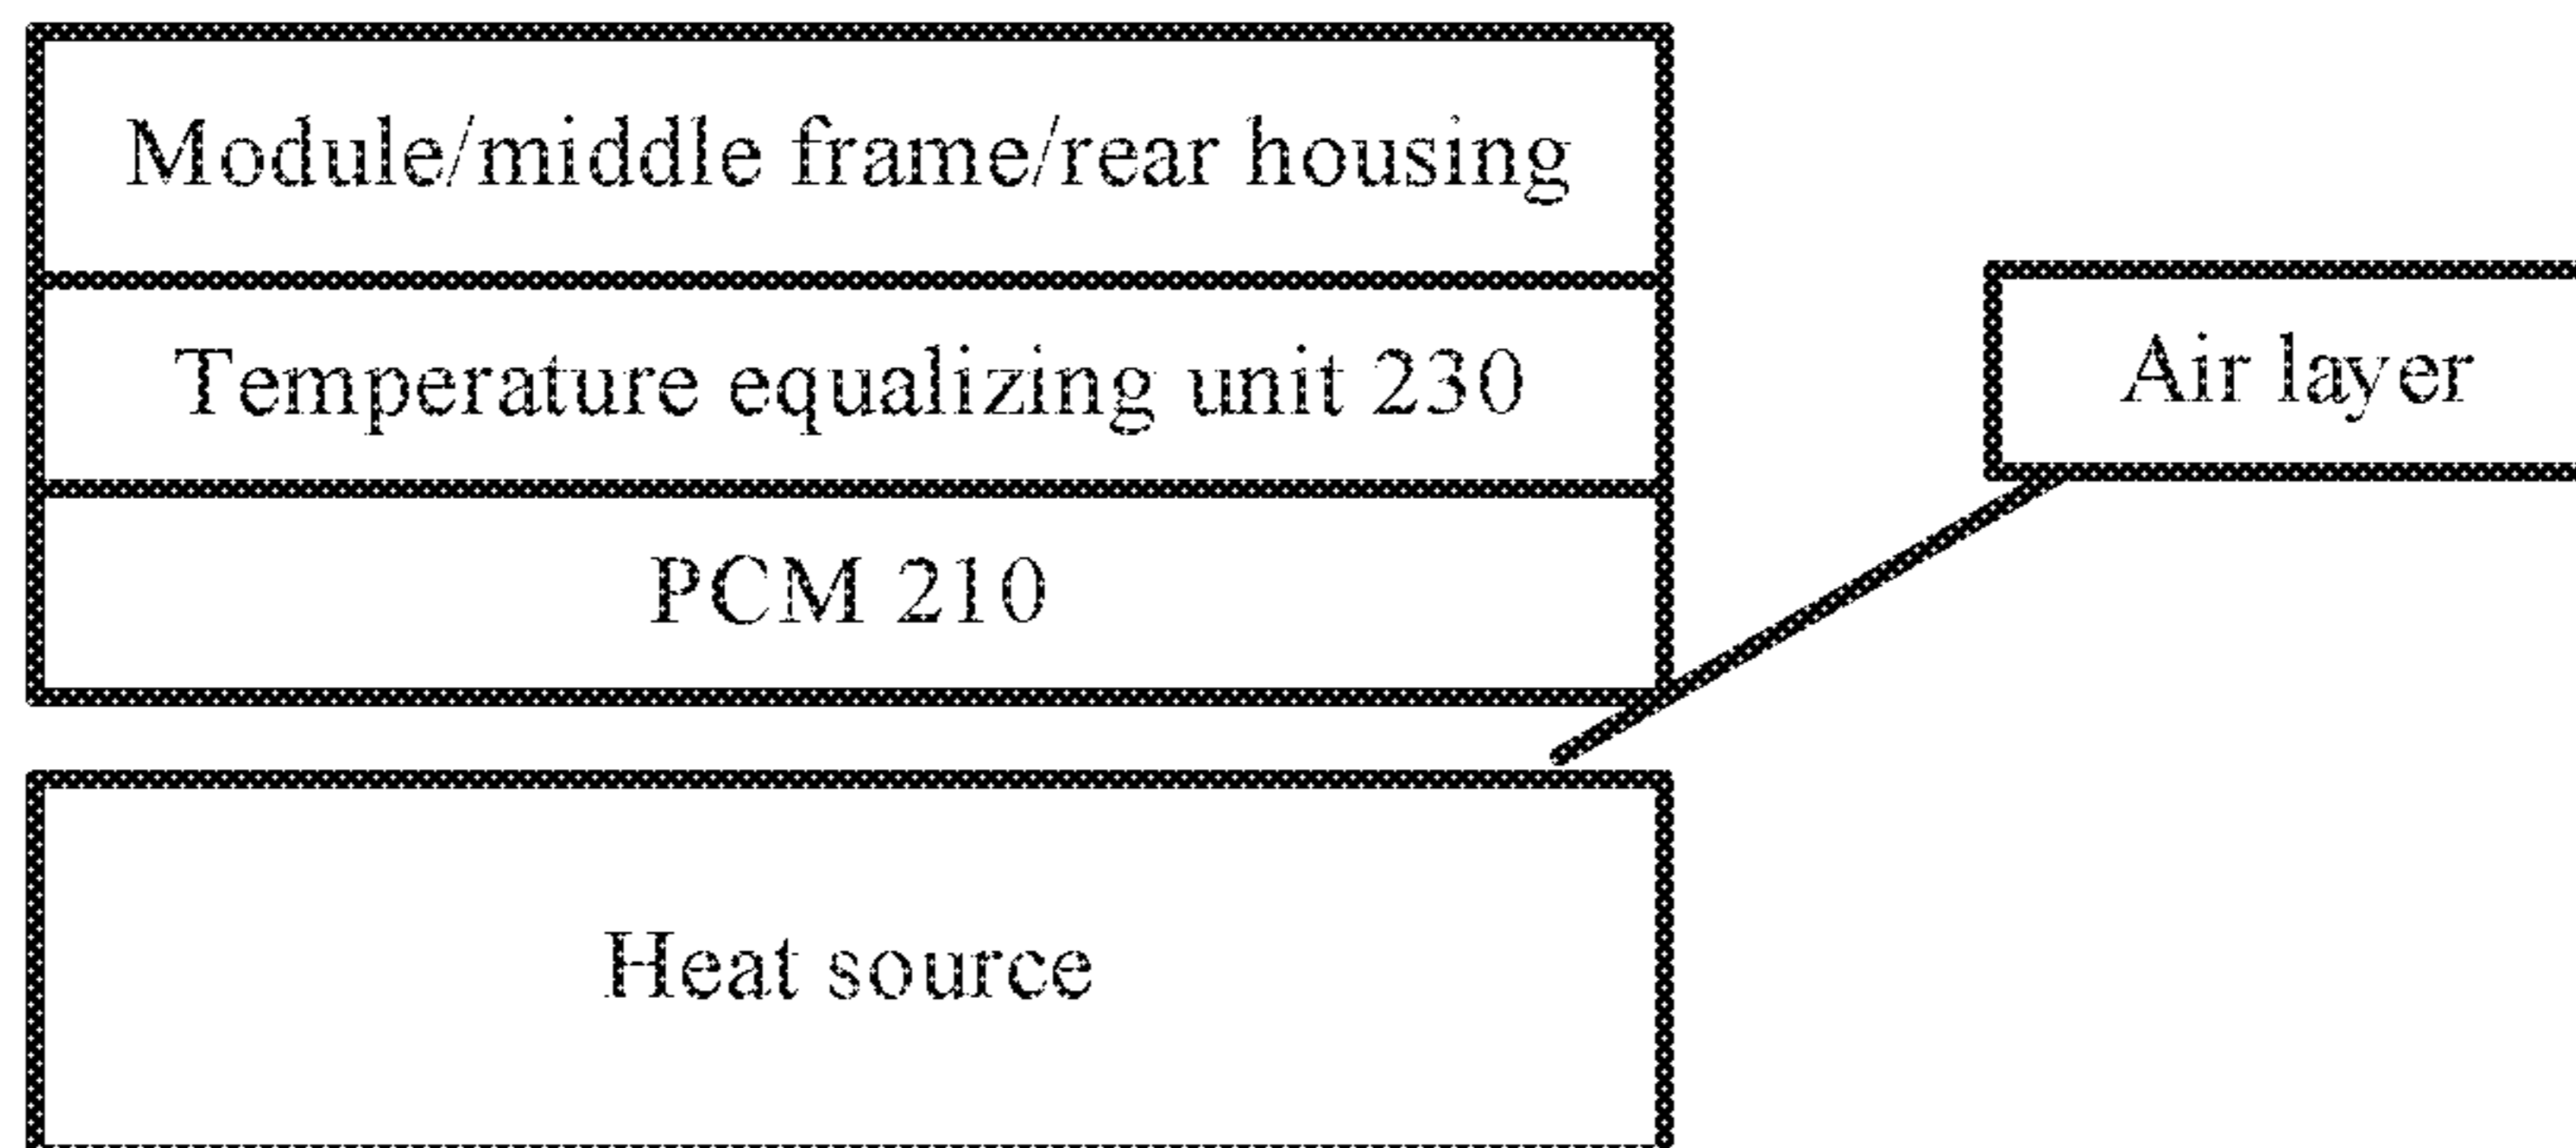 Module/middle frame/rear housing
Temperature equalizing unit 230
Air layer
PCM 210
Heat source